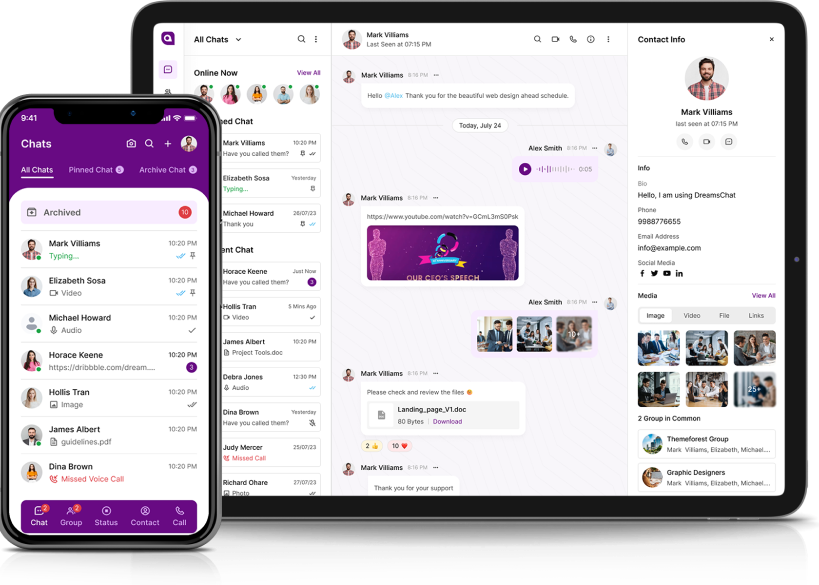 9:41
Chats
All Chats
Pinned Chat 5
Archive Chat 3
Archived 10
Mark Villiams 10:20 PM
Typing...
Elizabeth Sosa 10:20 PM
Video
Michael Howard 10:20 PM
Audio
Horace Keene 10:20 PM
https://dribbble.com/dream.... 3
Hollis Tran 10:20 PM
Image
James Albert 10:20 PM
guidelines.pdf
Dina Brown 10:20 PM
Missed Voice Call
2
2
Chat Group Status Contact Call
All Chats
Online Now View All
ed Chat
Mark Villiams 10:20 PM
Have you called them?
Elizabeth Sosa Yesterday
Typing...
Michael Howard 26/07/23
Thank you
ent Chat
Horace Keene Just Now
Have you called them? 3
Hollis Tran 5 Mins Ago
Video
James Albert 10:20 PM
Project Tools.doc
Debra Jones 12:30 PM
Audio
Dina Brown Yesterday
Have you called them?
Judy Mercer 25/07/23
Missed Call
Richard Ohare 27/07/23
Photo
Mark Villiams
Last Seen at 07:15 PM
Mark Villiams 8:16 PM
Hello @Alex Thank you for the beautiful web design ahead schedule.
Today, July 24
Alex Smith 8:16 PM
0:05
Mark Villiams 8:16 PM
https://www.youtube.com/watch?v=GCmL3mS0Psk
OUR CEO'S SPEECH
Alex Smith 8:16 PM
10+
Mark Villiams 8:16 PM
Please check and review the files
Landing_page_V1.doc
80 Bytes Download
2 10
Mark Villiams 8:16 PM
Thank you for your support
Contact Info
Mark Villiams
last seen at 07:15 PM
Info
Bio
Hello, I am using DreamsChat
Phone
9988776655
Email Address
info@example.com
Social Media
Media View All
Image Video File Links
25+
2 Group in Common
Themeforest Group
Mark Villiams, Elizabeth, Michael....
Graphic Designers
Mark Villiams, Elizabeth, Michael....